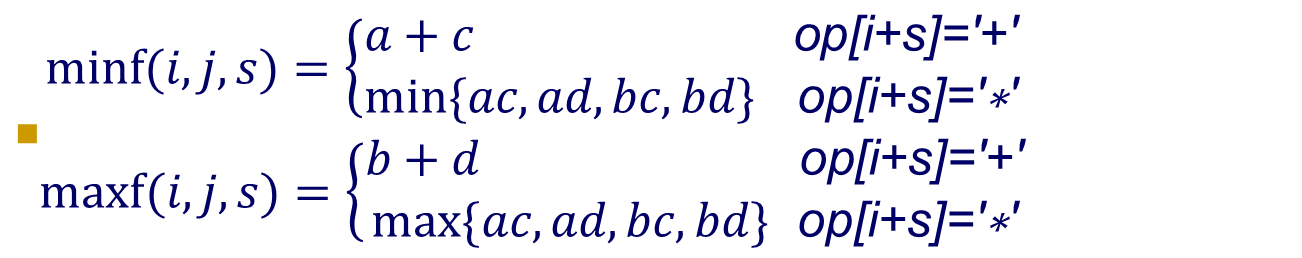 minf(i, j, s) = { a + c op[i+s]='+'
min{ac, ad, bc, bd} op[i+s]='*'
maxf(i, j, s) = { b + d op[i+s]='+'
max{ac, ad, bc, bd} op[i+s]='*'